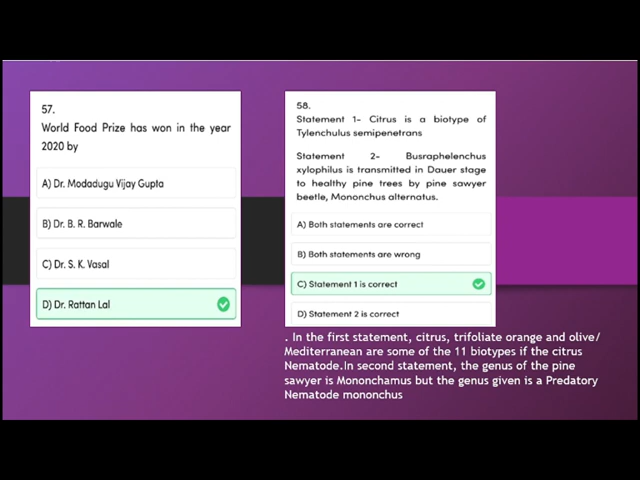 57.
World Food Prize has won in the year
2020 by
A) Dr. Modadugu Vijay Gupta
B) Dr. B. R. Barwale
C) Dr. S. K. Vasal
D) Dr. Rattan Lal
58.
Statement 1- Citrus is a biotype of
Tylenchulus semipenetrans
Statement 2- Busraphelenchus
xylophilus is transmitted in Dauer stage
to healthy pine trees by pine sawyer
beetle, Mononchus alternatus.
A) Both statements are correct
B) Both statements are wrong
C) Statement 1 is correct
D) Statement 2 is correct
. In the first statement, citrus, trifoliate orange and olive/
Mediterranean are some of the 11 biotypes if the citrus
Nematode.In second statement, the genus of the pine
sawyer is Mononchamus but the genus given is a Predatory
Nematode mononchus